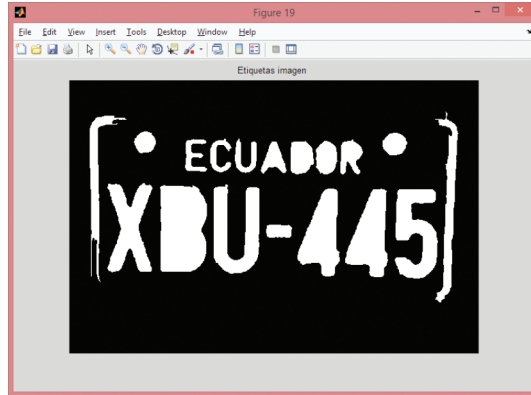 Figure 19
File Edit View Insert Tools Desktop Window Help
Etiquetas imagen
ECUADOR
XBU-445